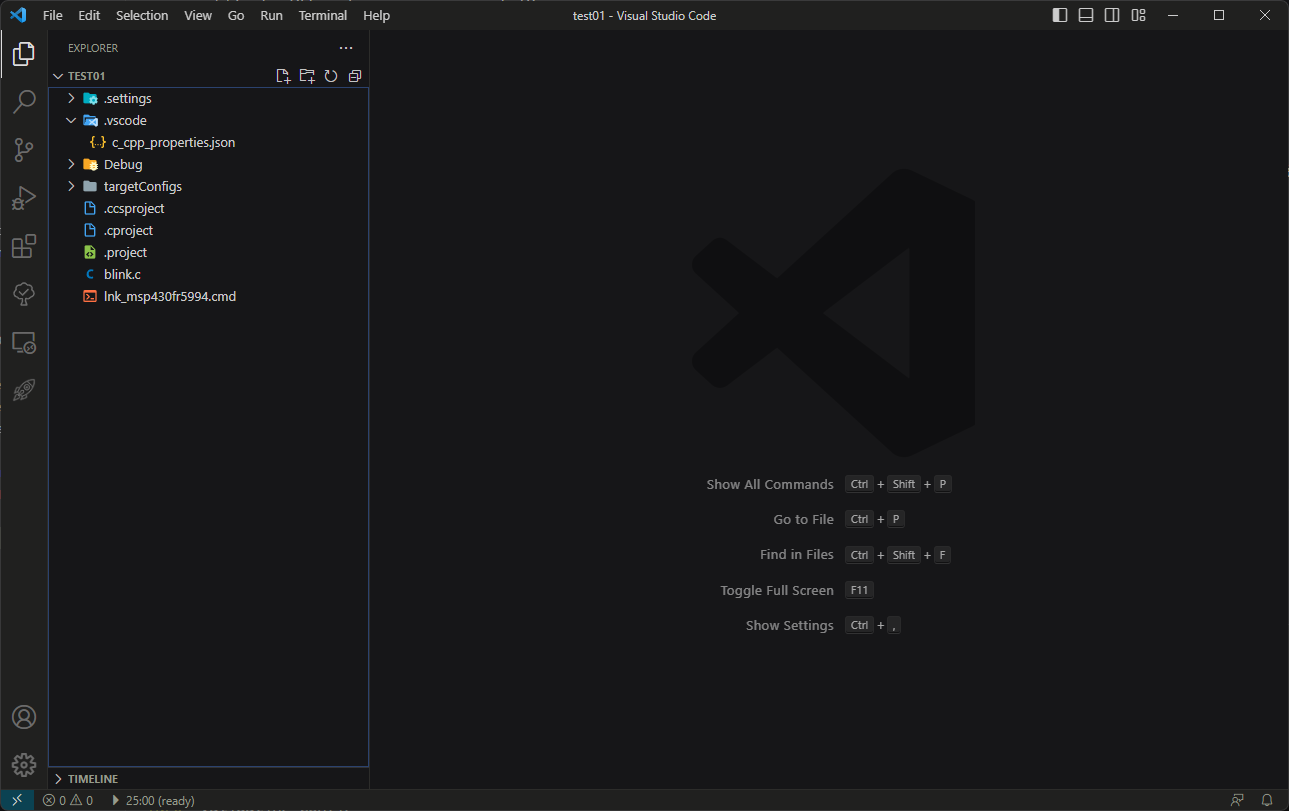 File Edit Selection View Go Run Terminal Help
test01 - Visual Studio Code
EXPLORER
TEST01
.settings
.vscode
{..} c_cpp_properties.json
Debug
targetConfigs
.ccsproject
.cproject
.project
C blink.c
lnk_msp430fr5994.cmd
Show All Commands Ctrl + Shift + P
Go to File Ctrl + P
Find in Files Ctrl + Shift + F
Toggle Full Screen F11
Show Settings Ctrl + ,
TIMELINE
0 0 25:00 (ready)